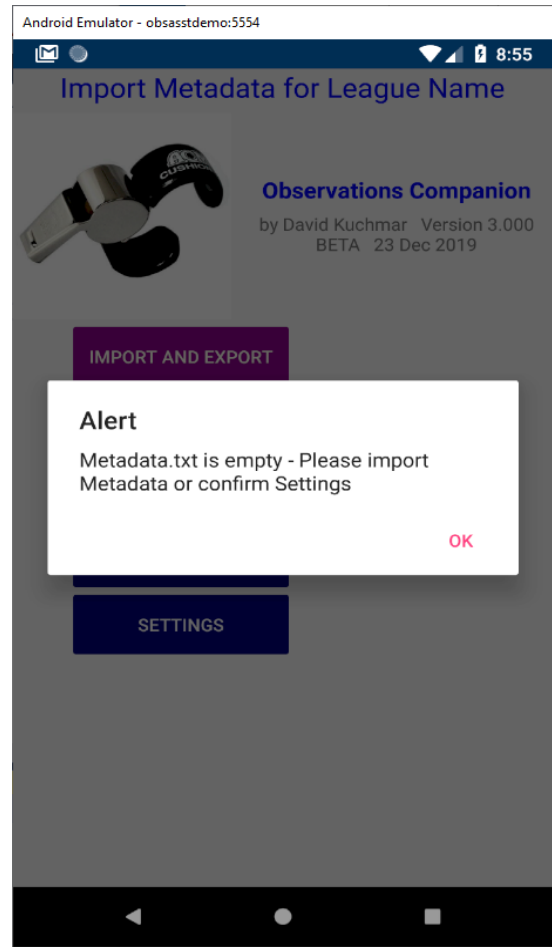 Android Emulator - obsasstdemo:5554
8:55
Import Metadata for League Name
ACME
CUSHION
Observations Companion
by David Kuchmar Version 3.000
BETA 23 Dec 2019
IMPORT AND EXPORT
Alert
Metadata.txt is empty - Please import
Metadata or confirm Settings
OK
SETTINGS